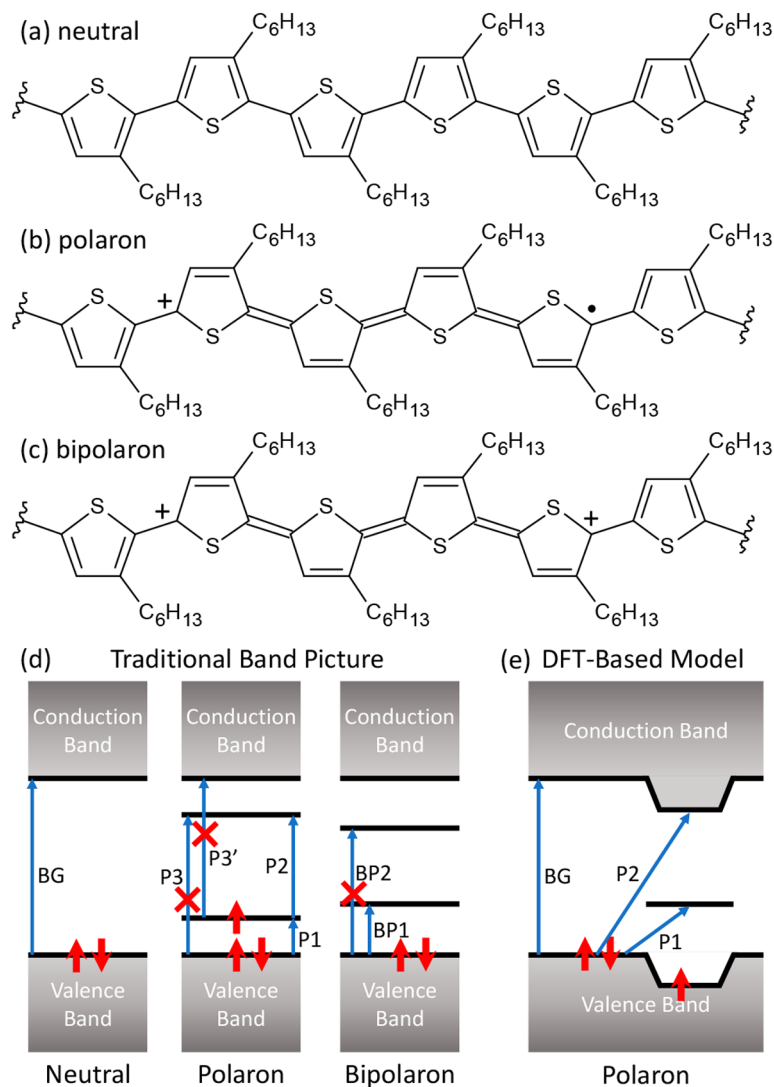 (a) neutral
C6H13 C6H13 C6H13
S S S
S S S
C6H13 C6H13 C6H13
(b) polaron
C6H13 C6H13 C6H13
S + S S •
S S S
C6H13 C6H13 C6H13
(c) bipolaron
C6H13 C6H13 C6H13
S + S S +
S S S
C6H13 C6H13 C6H13
(d) Traditional Band Picture
Conduction Band
BG
Valence Band
Neutral
Conduction Band
P3
P3′
P2
P1
Valence Band
Polaron
Conduction Band
BP2
BP1
Valence Band
Bipolaron
(e) DFT-Based Model
Conduction Band
BG
P2
P1
Valence Band
Polaron